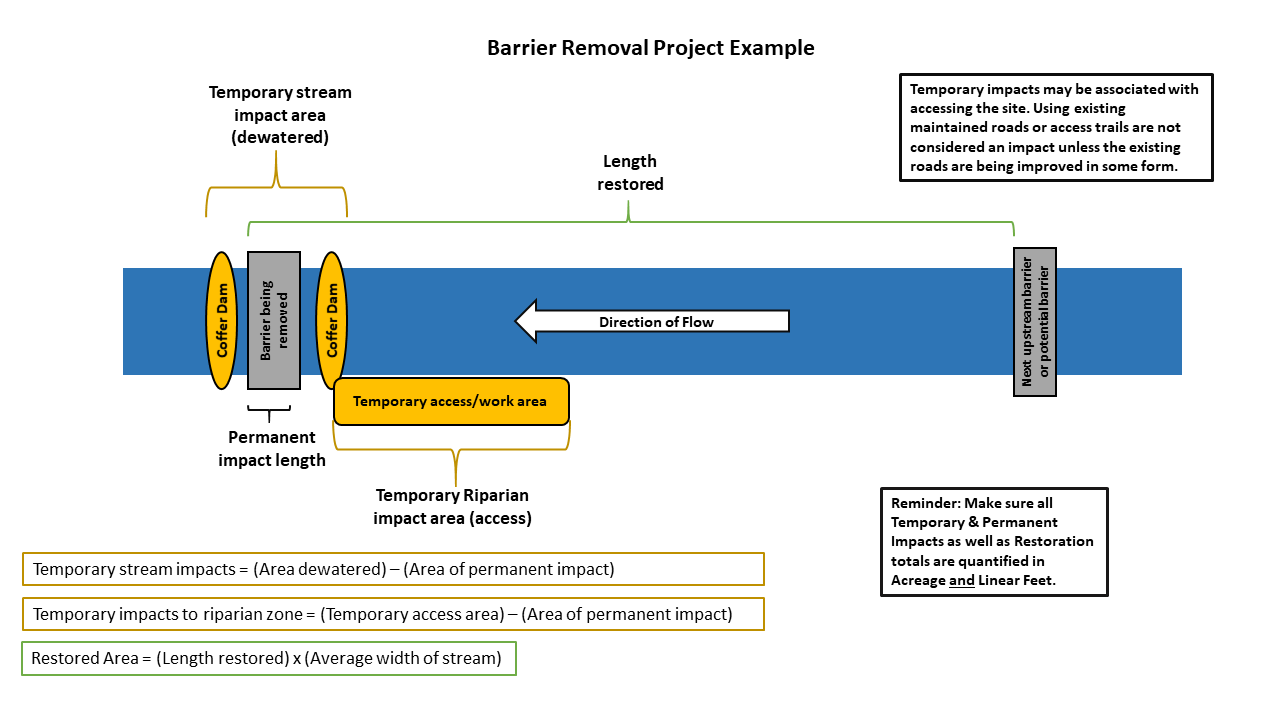 Barrier Removal Project Example
Temporary stream
impact area
(dewatered)
Temporary impacts may be associated with
accessing the site. Using existing
maintained roads or access trails are not
considered an impact unless the existing
roads are being improved in some form.
Length
restored
Coffer Dam
Barrier being
removed
Coffer Dam
Direction of Flow
Next upstream barrier
or potential barrier
Temporary access/work area
Permanent
impact length
Temporary Riparian
impact area (access)
Reminder: Make sure all
Temporary & Permanent
Impacts as well as Restoration
totals are quantified in
Acreage and Linear Feet.
Temporary stream impacts = (Area dewatered) – (Area of permanent impact)
Temporary impacts to riparian zone = (Temporary access area) – (Area of permanent impact)
Restored Area = (Length restored) x (Average width of stream)